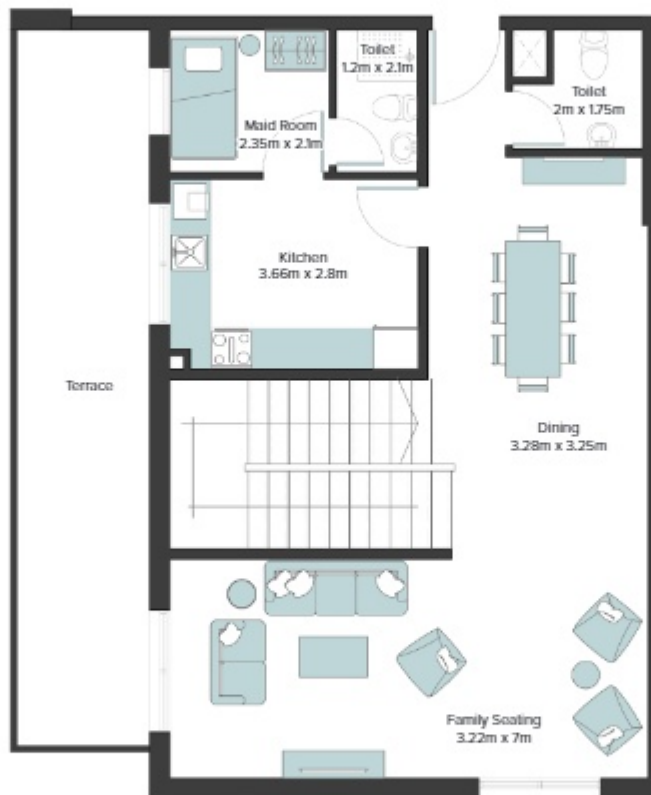 Toilet
1.2m x 2.1m
Toilet
2m x 1.75m
Maid Room
2.35m x 2.1m
Kitchen
3.66m x 2.8m
Terrace
Dining
3.28m x 3.25m
Family Seating
3.22m x 7m